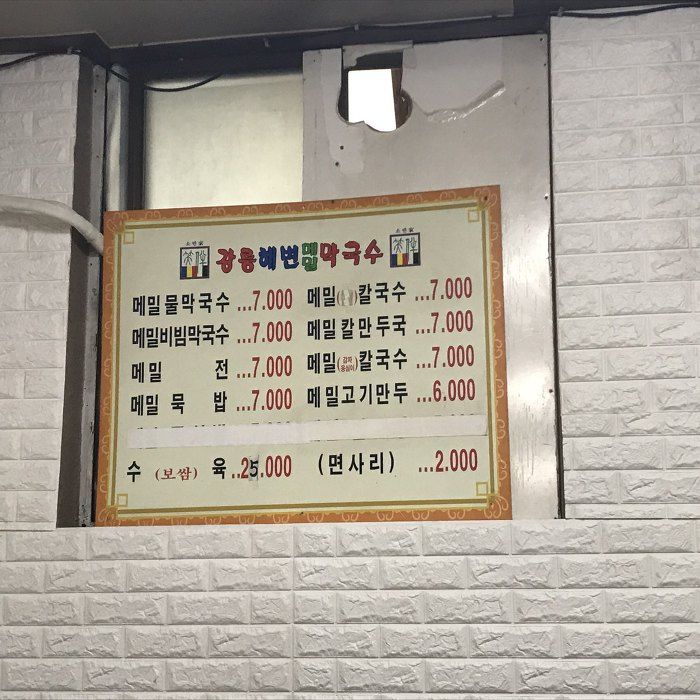 강릉해변메밀막국수
메밀물막국수 ...7.000
메밀비빔막국수 ...7.000
메밀 전 ...7.000
메밀묵밥 ...7.000
수 (보쌈) 육 ..25.000
메밀( )칼국수 ...7.000
메밀칼만두국 ...7.000
메밀(감자옹심이)칼국수 ...7.000
메밀고기만두 ...6.000
(면사리) ...2.000